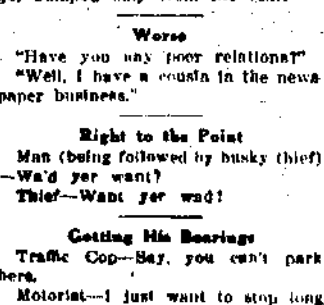 Worse
"Have you any poor relations?"
"Well, I have a cousin in the news-
paper business."
Right to the Point
Man (being followed by husky thief)
—Wa'd yer want?
Thief—Want yer wad!
Getting His Bearings
Traffic Cop—Say, you can't park
here.
Motorist—I just want to stop long